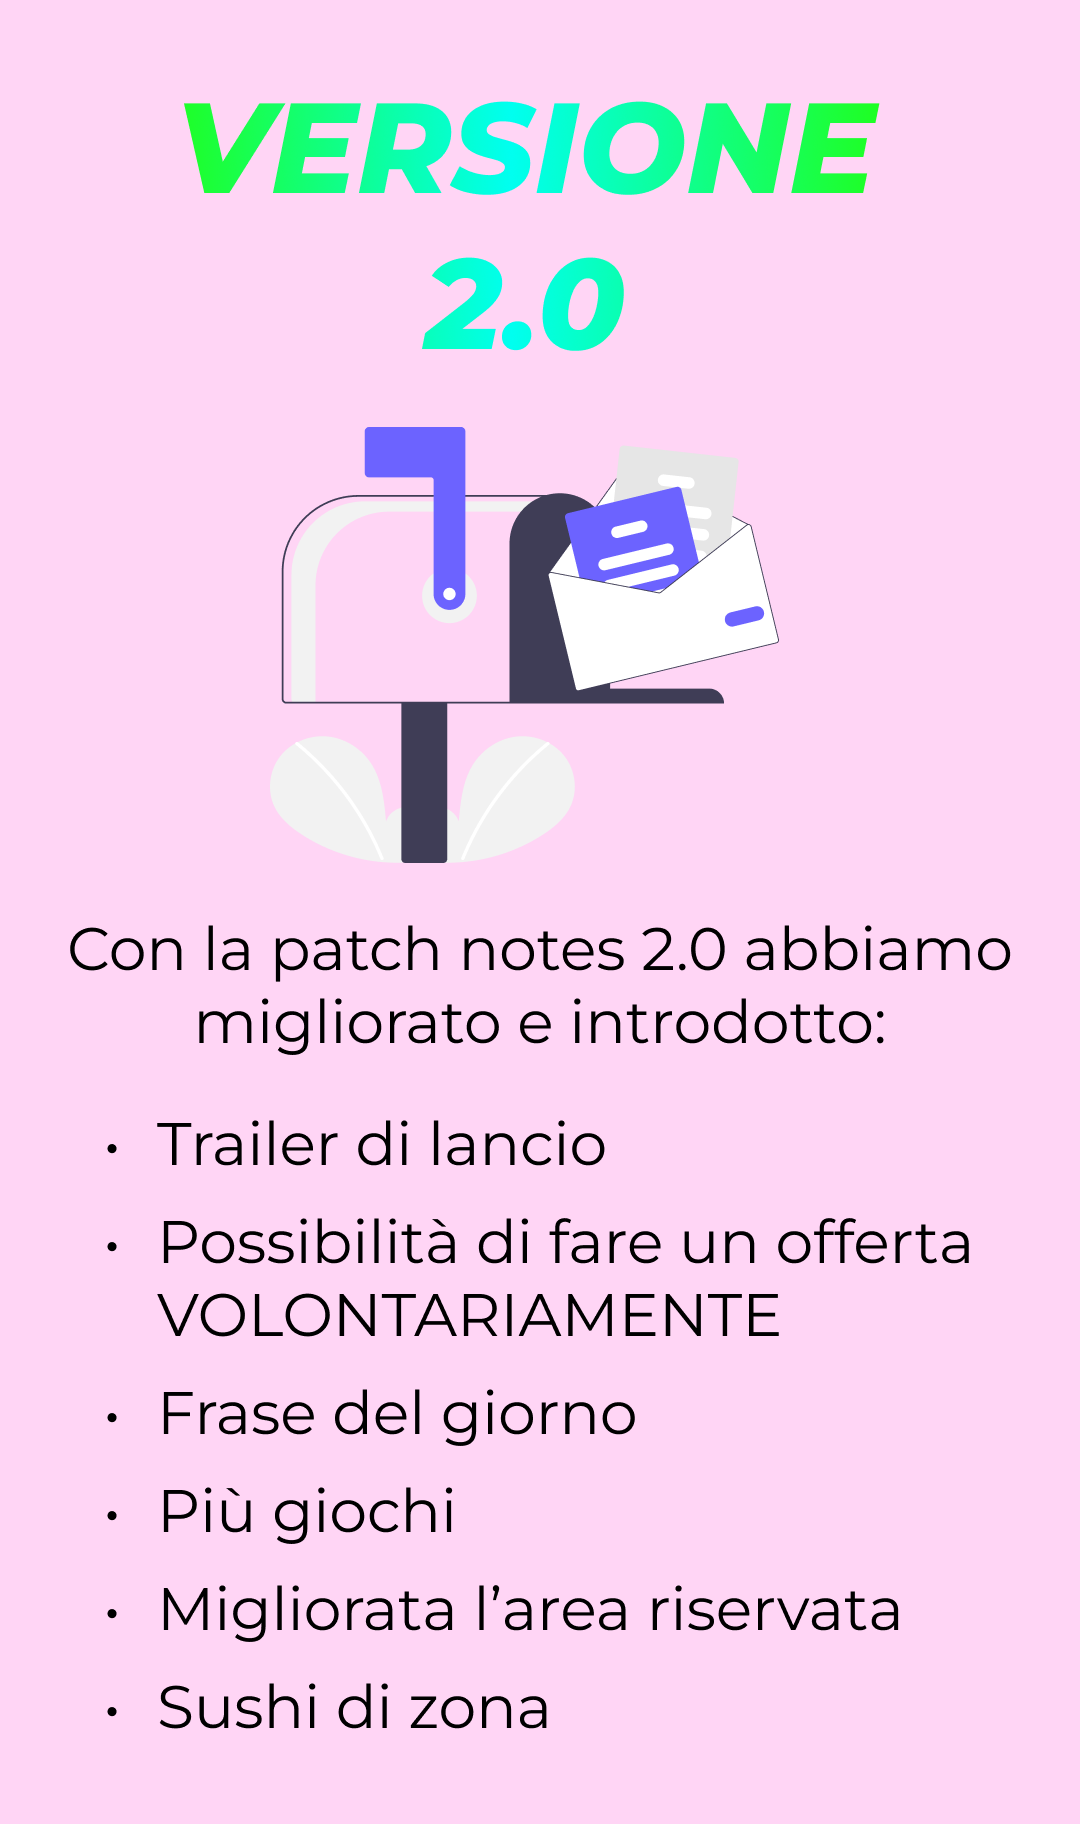 VERSIONE
2.0
Con la patch notes 2.0 abbiamo
migliorato e introdotto:
• Trailer di lancio
• Possibilità di fare un offerta
VOLONTARIAMENTE
• Frase del giorno
• Più giochi
• Migliorata l’area riservata
• Sushi di zona